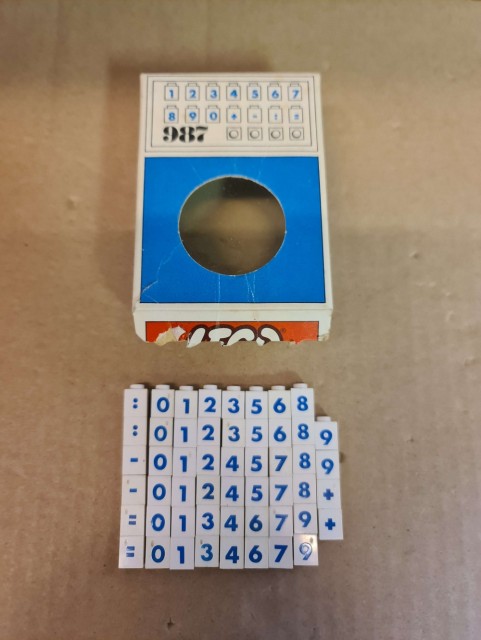 1 2 3 4 5 6 7
8 9 0 + - : =
987
LEGO
: 0 1 2 3 5 6 8
: 0 1 2 3 5 6 8 9
- 0 1 2 4 5 7 8 9
- 0 1 2 4 5 7 8 +
= 0 1 3 4 6 7 9 +
= 0 1 3 4 6 7 9